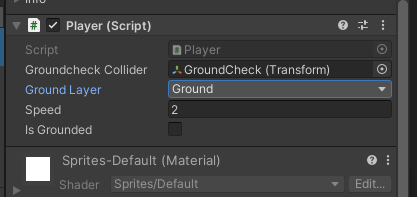 Info
# Player (Script)
Script Player
Groundcheck Collider GroundCheck (Transform)
Ground Layer Ground
Speed 2
Is Grounded
Sprites-Default (Material)
Shader Sprites/Default Edit...